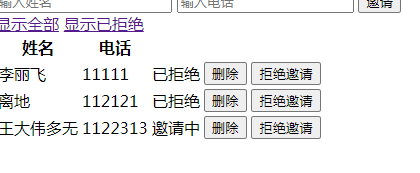 输入姓名 输入电话 邀请
显示全部 显示已拒绝
姓名 电话
李丽飞 11111 已拒绝 删除 拒绝邀请
离地 112121 已拒绝 删除 拒绝邀请
王大伟多无 1122313 邀请中 删除 拒绝邀请